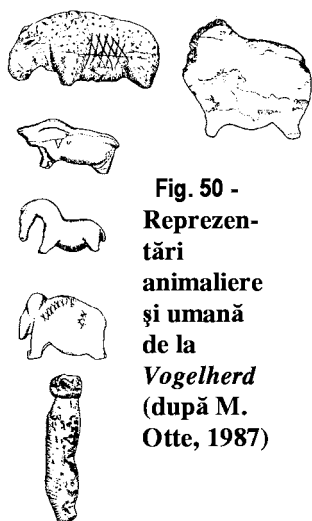 Fig. 50 -
Reprezen-
tări
animaliere
şi umană
de la
Vogelherd
(după M.
Otte, 1987)